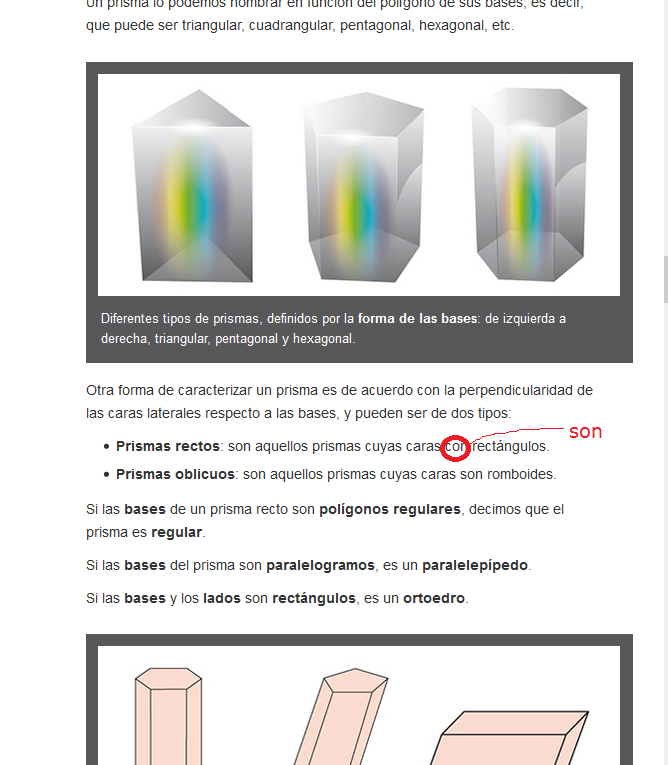 Un prisma lo podemos nombrar en función del polígono de sus bases, es decir,
que puede ser triangular, cuadrangular, pentagonal, hexagonal, etc.
Diferentes tipos de prismas, definidos por la forma de las bases: de izquierda a
derecha, triangular, pentagonal y hexagonal.
Otra forma de caracterizar un prisma es de acuerdo con la perpendicularidad de
las caras laterales respecto a las bases, y pueden ser de dos tipos:
• Prismas rectos: son aquellos prismas cuyas caras con rectángulos.
son
• Prismas oblicuos: son aquellos prismas cuyas caras son romboides.
Si las bases de un prisma recto son polígonos regulares, decimos que el
prisma es regular.
Si las bases del prisma son paralelogramos, es un paralelepípedo.
Si las bases y los lados son rectángulos, es un ortoedro.